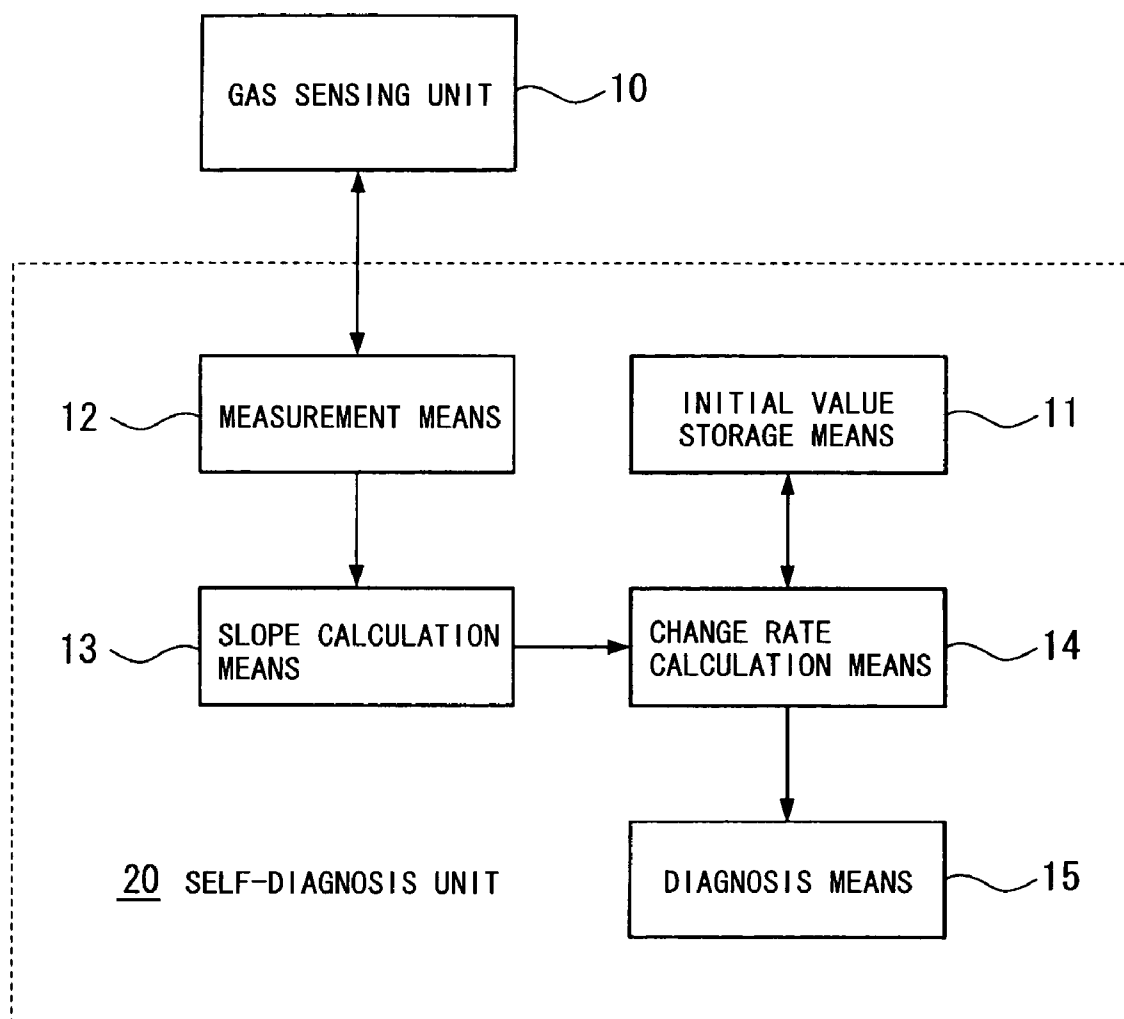 GAS SENSING UNIT
10
12
MEASUREMENT MEANS
INITIAL VALUE
STORAGE MEANS
11
13
SLOPE CALCULATION
MEANS
CHANGE RATE
CALCULATION MEANS
14
20 SELF-DIAGNOSIS UNIT
DIAGNOSIS MEANS
15